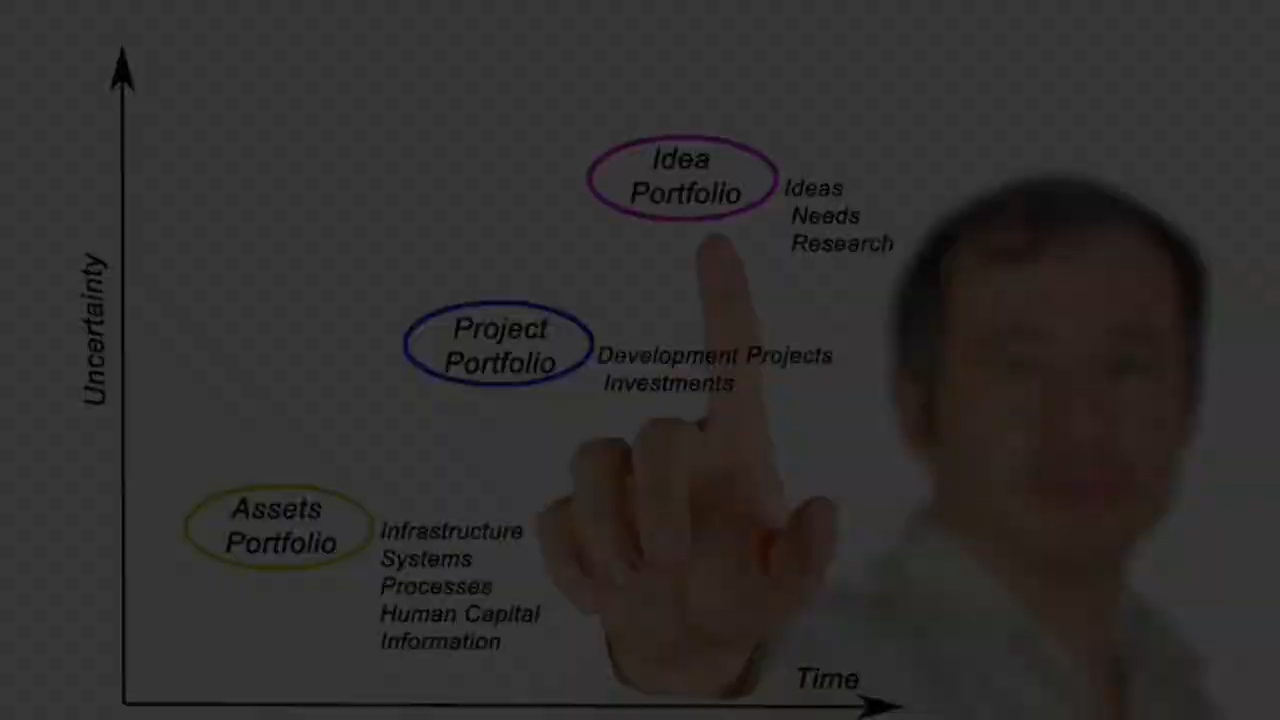 Idea
Portfolio
Ideas
Needs
Research
Uncertainty
Project
Portfolio
Development Projects
Investments
Assets
Portfolio
Infrastructure
Systems
Processes
Human Capital
Information
Time